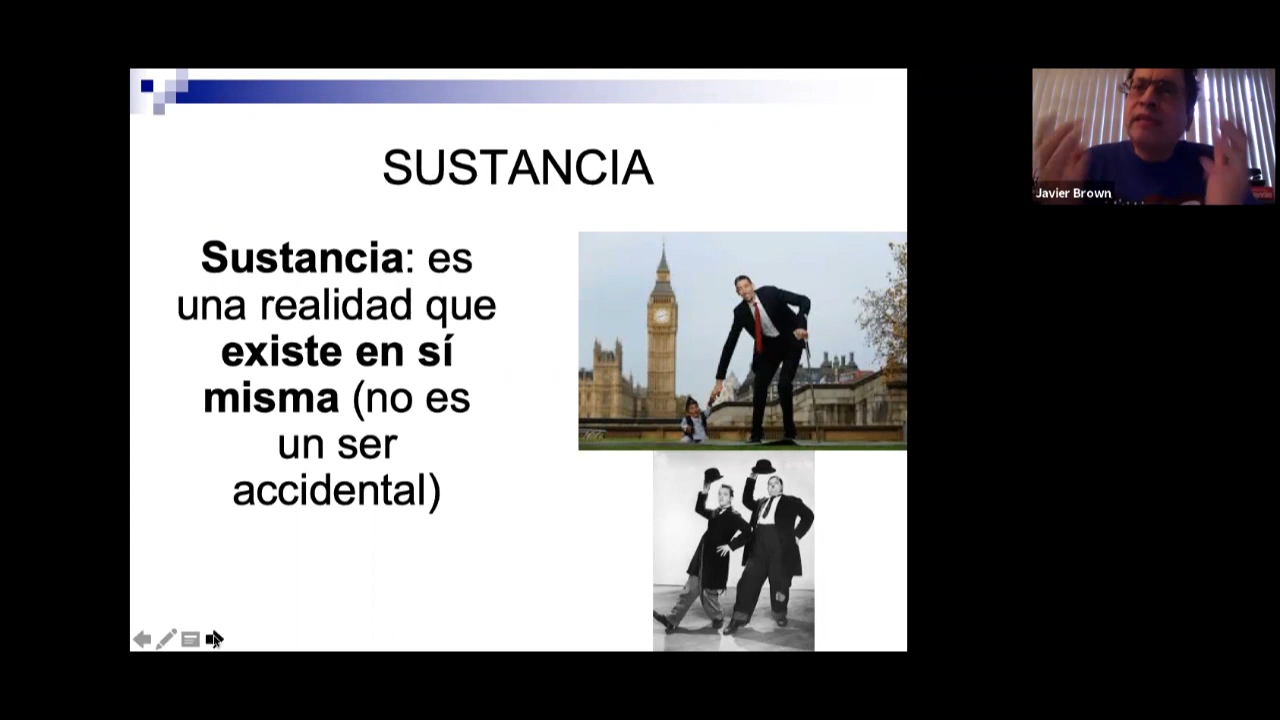 SUSTANCIA
Sustancia: es
una realidad que
existe en sí
misma (no es
un ser
accidental)
Javier Brown